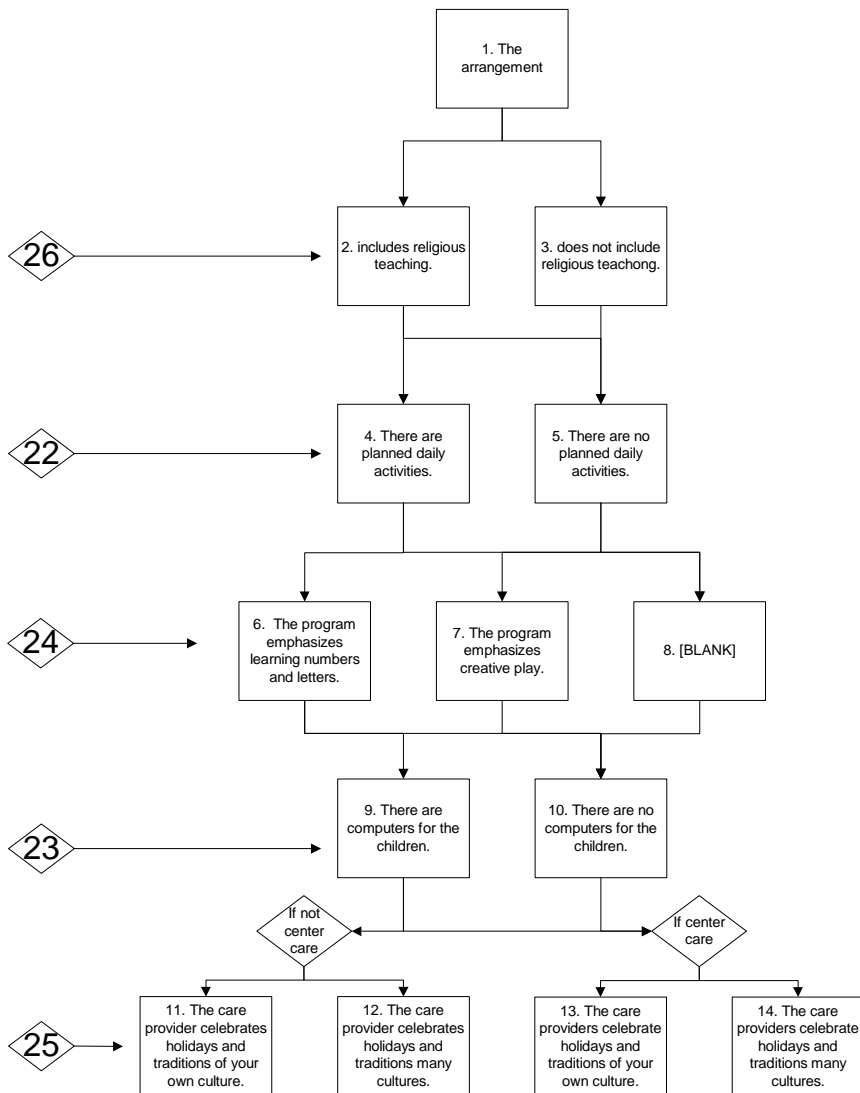 1. The
arrangement
26
2. includes religious
teaching.
3. does not include
religious teachong.
22
4. There are
planned daily
activities.
5. There are no
planned daily
activities.
24
6. The program
emphasizes
learning numbers
and letters.
7. The program
emphasizes
creative play.
8. [BLANK]
23
9. There are
computers for the
children.
10. There are no
computers for the
children.
If not
center
care
If center
care
25
11. The care
provider celebrates
holidays and
traditions of your
own culture.
12. The care
provider celebrates
holidays and
traditions many
cultures.
13. The care
providers celebrate
holidays and
traditions of your
own culture.
14. The care
providers celebrate
holidays and
traditions many
cultures.